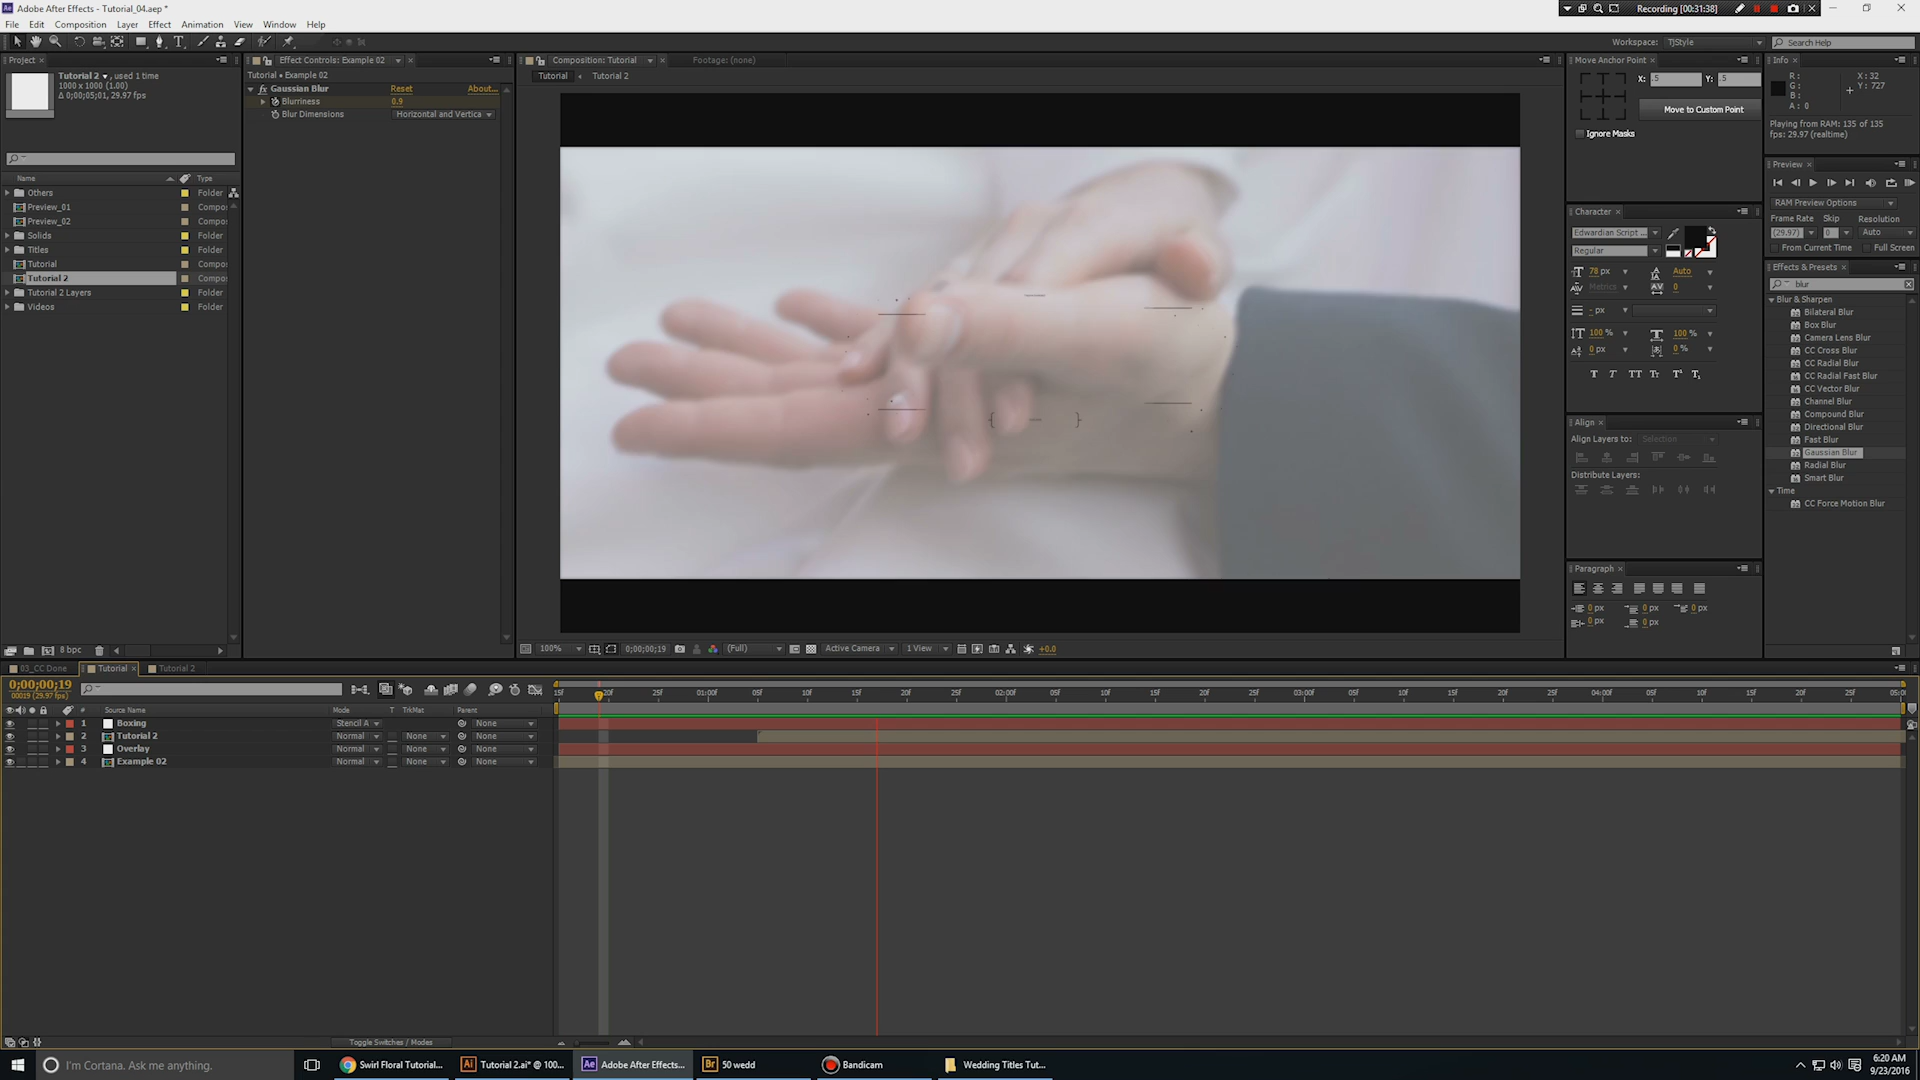 Adobe After Effects - Tutorial_04.aep *
Recording [00:31:38]
File Edit Composition Layer Effect Animation View Window Help
Workspace: TJStyle
Search Help
Project
Tutorial 2, used 1 time
1000 x 1000 (1.00)
Δ 0;00;05;01, 29.97 fps
Name Type
Others Folder
Preview_01 Compo
Preview_02 Compo
Solids Folder
Titles Folder
Tutorial Compo
Tutorial 2 Compo
Tutorial 2 Layers Folder
Videos Folder
8 bpc
Effect Controls: Example 02
Tutorial • Example 02
fx Gaussian Blur Reset About...
Blurriness 0.9
Blur Dimensions Horizontal and Vertica
Composition: Tutorial
Footage: (none)
Tutorial Tutorial 2
{ }
100% 0;00;00;19 (Full) Active Camera 1 View +0.0
Move Anchor Point
X: .5 Y: .5
Move to Custom Point
Ignore Masks
Info
R :
G :
B :
A : 0
X : 32
Y : 727
Playing from RAM: 135 of 135
fps: 29.97 (realtime)
Preview
RAM Preview Options
Frame Rate Skip Resolution
(29.97) 0 Auto
From Current Time Full Screen
Character
Edwardian Script ...
Regular
78 px Auto
Metrics 0
- px
100 % 100 %
0 px 0 %
T T TT Tт T¹ T₁
Align
Align Layers to: Selection
Distribute Layers:
Paragraph
0 px 0 px 0 px
0 px 0 px
Effects & Presets
blur
Blur & Sharpen
Bilateral Blur
Box Blur
Camera Lens Blur
CC Cross Blur
CC Radial Blur
CC Radial Fast Blur
CC Vector Blur
Channel Blur
Compound Blur
Directional Blur
Fast Blur
Gaussian Blur
Radial Blur
Smart Blur
Time
CC Force Motion Blur
03_CC Done Tutorial Tutorial 2
0;00;00;19
00019 (29.97 fps)
15f 20f 25f 01:00f 05f 10f 15f 20f 25f 02:00f 05f 10f 15f 20f 25f 03:00f 05f 10f 15f 20f 25f 04:00f 05f 10f 15f 20f 25f 05:00
# Source Name Mode T TrkMat Parent
1 Boxing Stencil A None
2 Tutorial 2 Normal None None
3 Overlay Normal None None
4 Example 02 Normal None None
Toggle Switches / Modes
I'm Cortana. Ask me anything.
Swirl Floral Tutorial...
Tutorial 2.ai* @ 100...
Adobe After Effects...
50 wedd
Bandicam
Wedding Titles Tut...
6:20 AM
9/23/2016